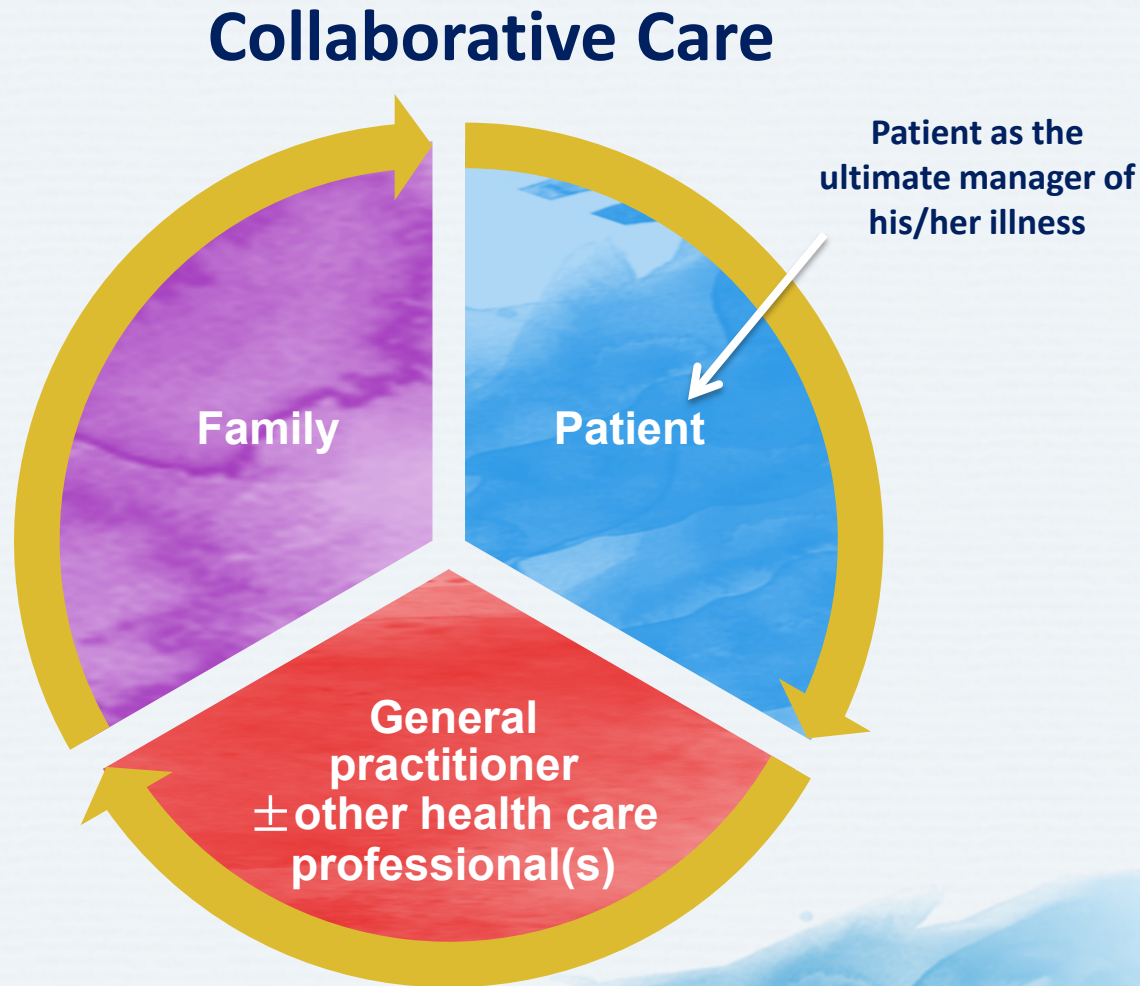 Collaborative Care
Patient as the
ultimate manager of
his/her illness
Family
Patient
General
practitioner
±other health care
professional(s)